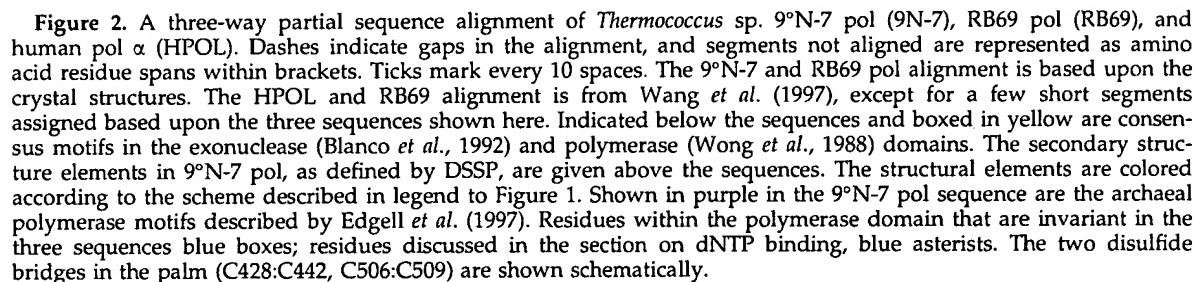 Figure 2. A three-way partial sequence alignment of Thermococcus sp. 9°N-7 pol (9N-7), RB69 pol (RB69), and
human pol α (HPOL). Dashes indicate gaps in the alignment, and segments not aligned are represented as amino
acid residue spans within brackets. Ticks mark every 10 spaces. The 9°N-7 and RB69 pol alignment is based upon the
crystal structures. The HPOL and RB69 alignment is from Wang et al. (1997), except for a few short segments
assigned based upon the three sequences shown here. Indicated below the sequences and boxed in yellow are consen-
sus motifs in the exonuclease (Blanco et al., 1992) and polymerase (Wong et al., 1988) domains. The secondary struc-
ture elements in 9°N-7 pol, as defined by DSSP, are given above the sequences. The structural elements are colored
according to the scheme described in legend to Figure 1. Shown in purple in the 9°N-7 pol sequence are the archaeal
polymerase motifs described by Edgell et al. (1997). Residues within the polymerase domain that are invariant in the
three sequences blue boxes; residues discussed in the section on dNTP binding, blue asterists. The two disulfide
bridges in the palm (C428:C442, C506:C509) are shown schematically.